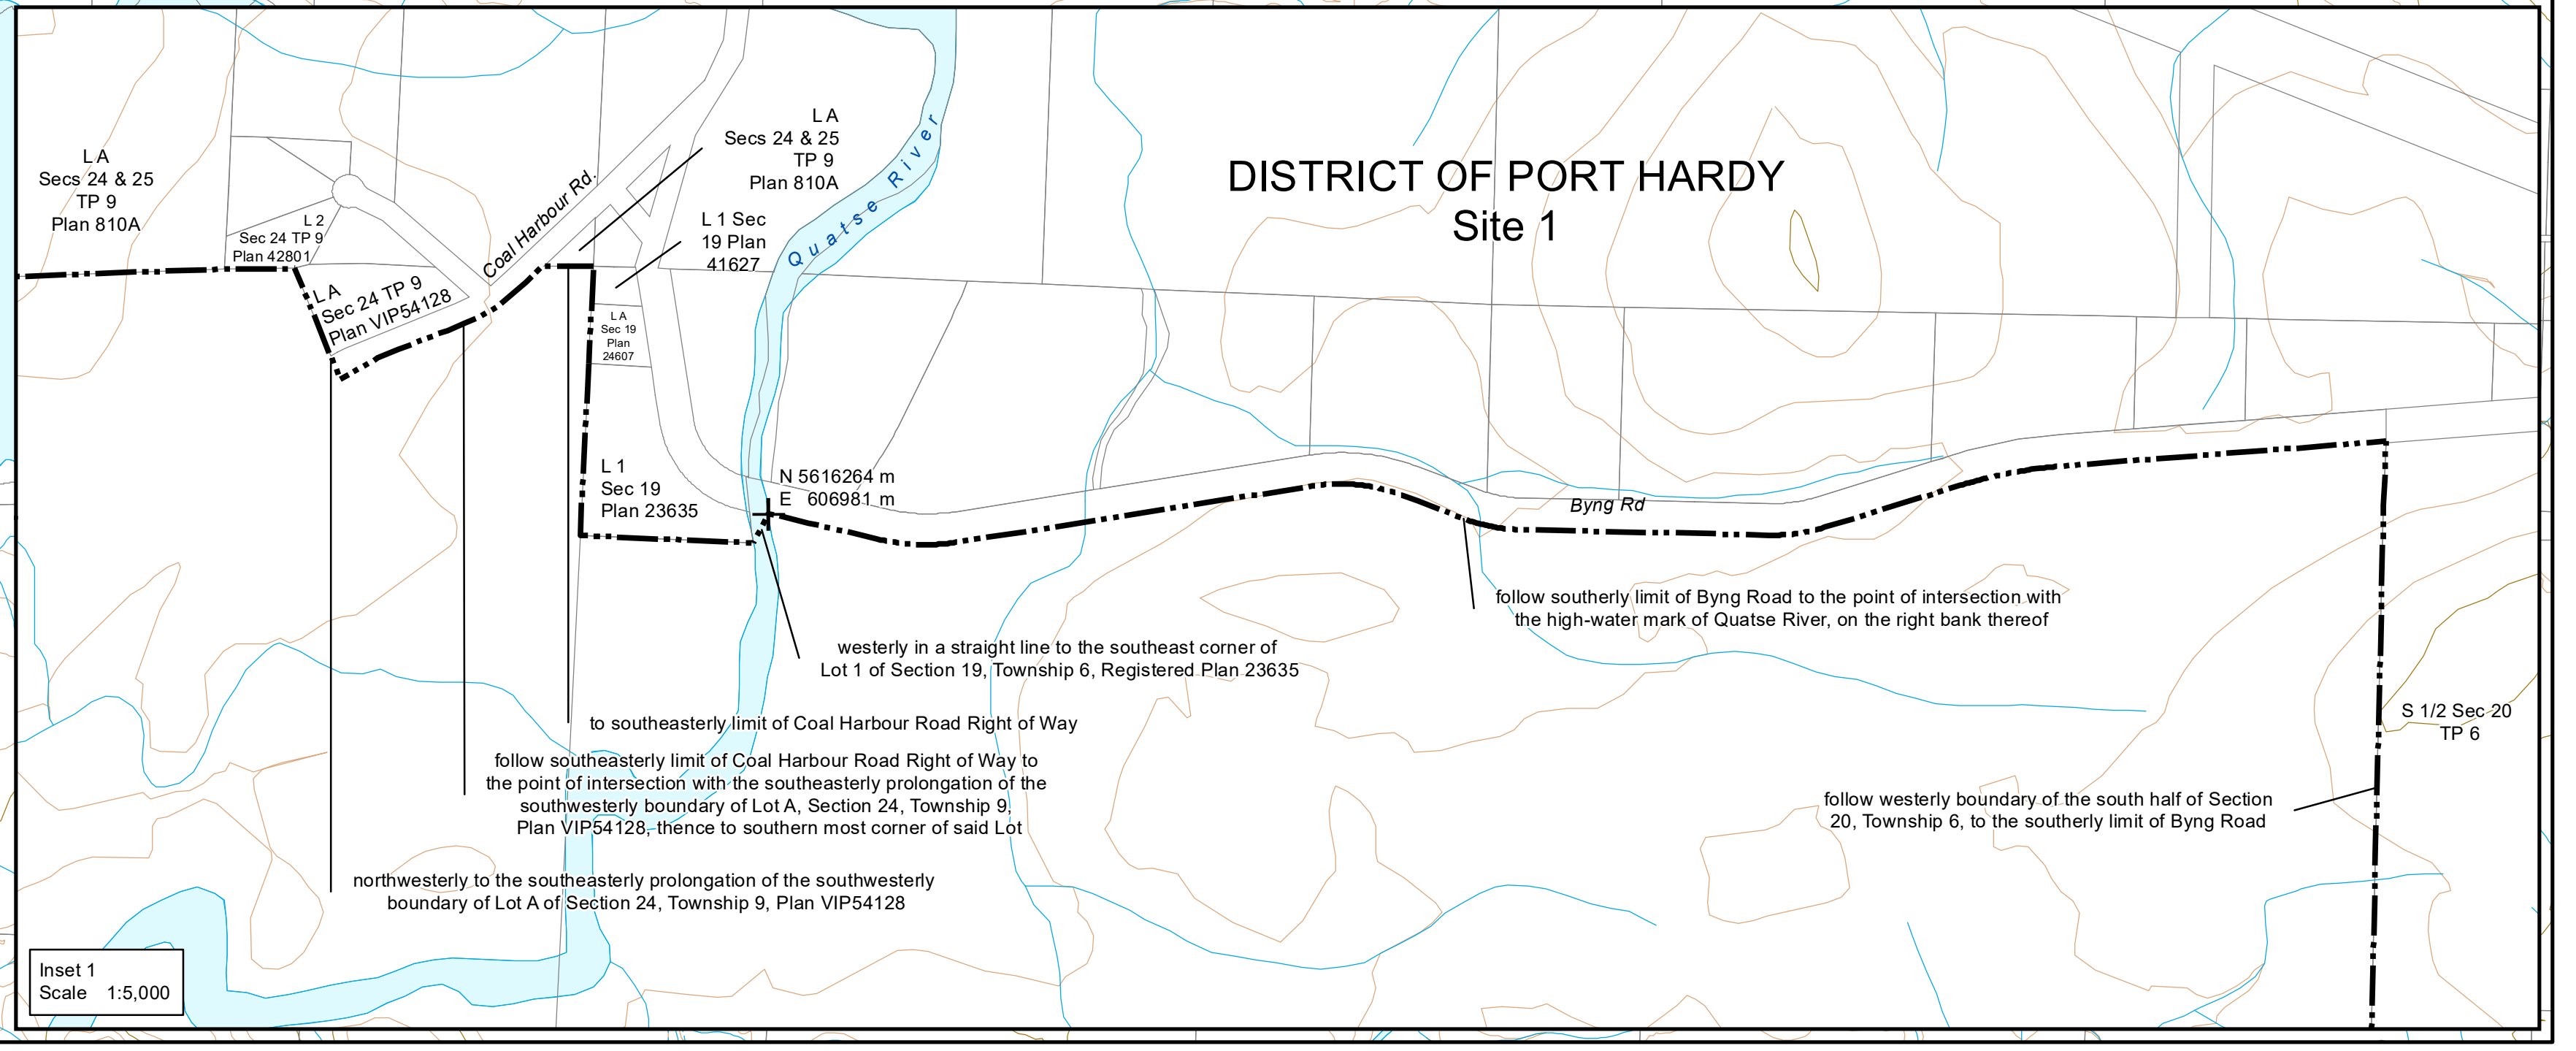 DISTRICT OF PORT HARDY
Site 1
L A
Secs 24 & 25
TP 9
Plan 810A
L 2
Sec 24 TP 9
Plan 42801
L A
Sec 24 TP 9
Plan VIP54128
Coal Harbour Rd.
L A
Secs 24 & 25
TP 9
Plan 810A
L 1 Sec
19 Plan
41627
Quatse River
L A
Sec 19
Plan
24607
L 1
Sec 19
Plan 23635
N 5616264 m
E 606981 m
Byng Rd
follow southerly limit of Byng Road to the point of intersection with
the high-water mark of Quatse River, on the right bank thereof
westerly in a straight line to the southeast corner of
Lot 1 of Section 19, Township 6, Registered Plan 23635
to southeasterly limit of Coal Harbour Road Right of Way
follow southeasterly limit of Coal Harbour Road Right of Way to
the point of intersection with the southeasterly prolongation of the
southwesterly boundary of Lot A, Section 24, Township 9,
Plan VIP54128, thence to southern most corner of said Lot
northwesterly to the southeasterly prolongation of the southwesterly
boundary of Lot A of Section 24, Township 9, Plan VIP54128
S 1/2 Sec 20
TP 6
follow westerly boundary of the south half of Section
20, Township 6, to the southerly limit of Byng Road
Inset 1
Scale 1:5,000